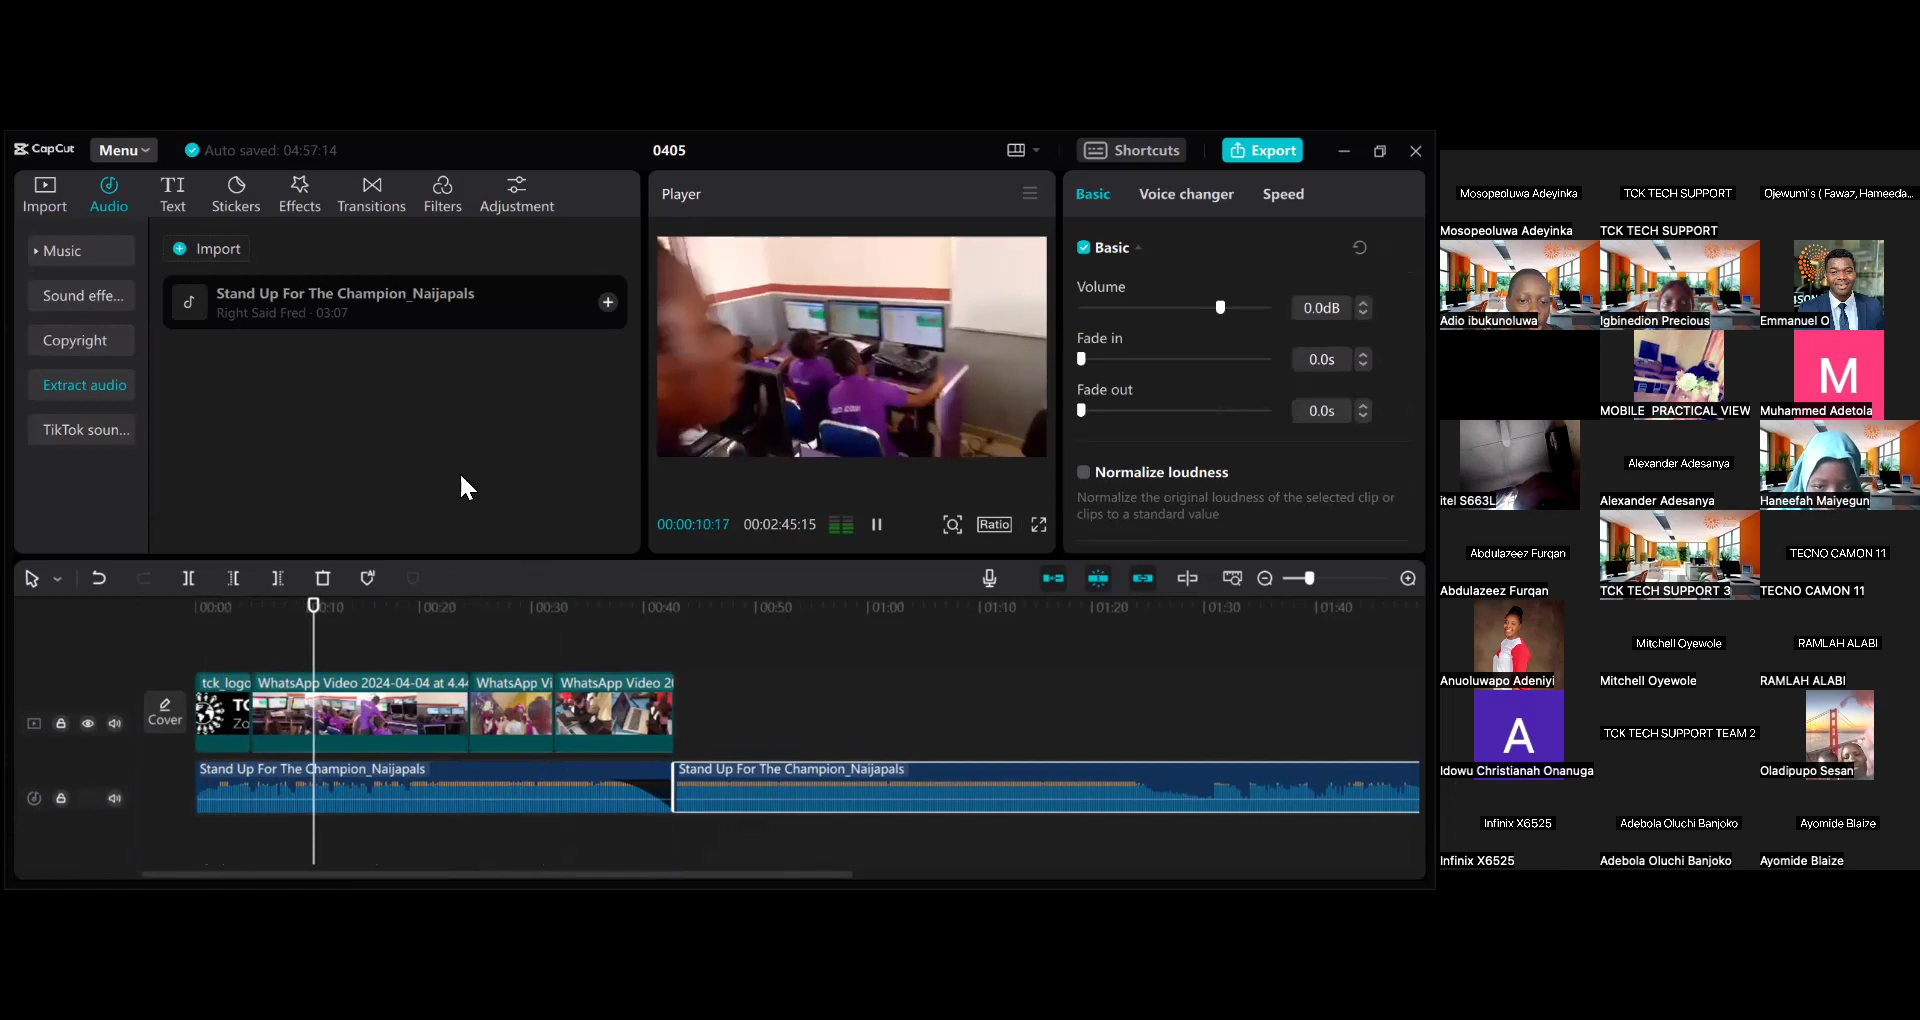 CapCut
Menu
Auto saved: 04:57:14
0405
Shortcuts
Export
Import
Audio
Text
Stickers
Effects
Transitions
Filters
Adjustment
Music
Sound effe...
Copyright
Extract audio
TikTok soun...
Import
Stand Up For The Champion_Naijapals
Right Said Fred · 03:07
Player
00:00:10:17
00:02:45:15
Ratio
Basic
Voice changer
Speed
Basic
Volume
0.0dB
Fade in
0.0s
Fade out
0.0s
Normalize loudness
Normalize the original loudness of the selected clip or
clips to a standard value
00:00
0:10
00:20
00:30
00:40
00:50
01:00
01:10
01:20
01:30
01:40
Cover
tck_logo
WhatsApp Video 2024-04-04 at 4.44
WhatsApp Vi
WhatsApp Video 20
Stand Up For The Champion_Naijapals
Stand Up For The Champion_Naijapals
Mosopeoluwa Adeyinka
TCK TECH SUPPORT
Ojewumi's ( Fawaz, Hameeda...
Mosopeoluwa Adeyinka
TCK TECH SUPPORT
Adio ibukunoluwa
Igbinedion Precious
Emmanuel O
MOBILE PRACTICAL VIEW
M
Muhammed Adetola
itel S663L
Alexander Adesanya
Alexander Adesanya
Haneefah Maiyegun
Abdulazeez Furqan
TECNO CAMON 11
Abdulazeez Furqan
TCK TECH SUPPORT 3
TECNO CAMON 11
Mitchell Oyewole
RAMLAH ALABI
Anuoluwapo Adeniyi
Mitchell Oyewole
RAMLAH ALABI
A
TCK TECH SUPPORT TEAM 2
Idowu Christianah Onanuga
Oladipupo Sesan
Infinix X6525
Adebola Oluchi Banjoko
Ayomide Blaize
Infinix X6525
Adebola Oluchi Banjoko
Ayomide Blaize